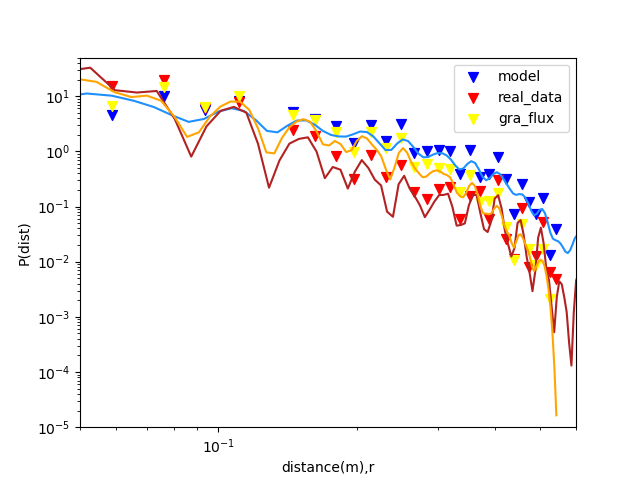 model
real_data
gra_flux
10¹
10⁰
10⁻¹
10⁻²
10⁻³
10⁻⁴
10⁻⁵
P(dist)
10⁻¹
distance(m),r